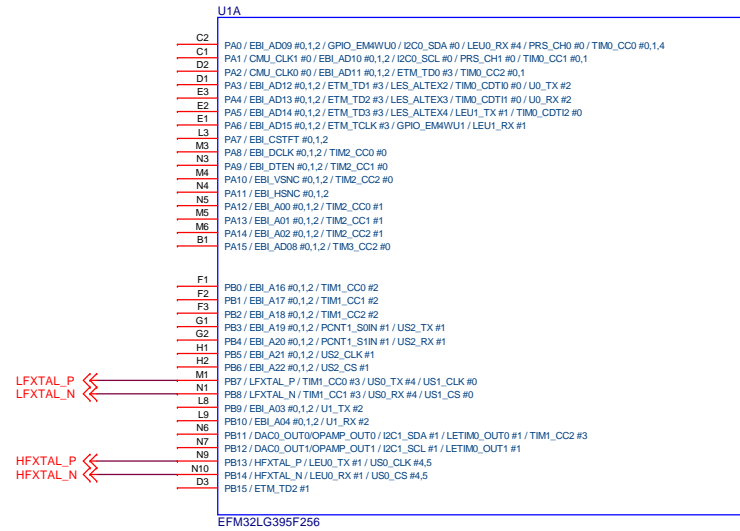 U1A
C2 PA0 / EBI_AD09 #0,1,2 / GPIO_EM4WU0 / I2C0_SDA #0 / LEU0_RX #4 / PRS_CH0 #0 / TIM0_CC0 #0,1,4
C1 PA1 / CMU_CLK1 #0 / EBI_AD10 #0,1,2 / I2C0_SCL #0 / PRS_CH1 #0 / TIM0_CC1 #0,1
D2 PA2 / CMU_CLK0 #0 / EBI_AD11 #0,1,2 / ETM_TD0 #3 / TIM0_CC2 #0,1
D1 PA3 / EBI_AD12 #0,1,2 / ETM_TD1 #3 / LES_ALTEX2 / TIM0_CDTI0 #0 / U0_TX #2
E3 PA4 / EBI_AD13 #0,1,2 / ETM_TD2 #3 / LES_ALTEX3 / TIM0_CDTI1 #0 / U0_RX #2
E2 PA5 / EBI_AD14 #0,1,2 / ETM_TD3 #3 / LES_ALTEX4 / LEU1_TX #1 / TIM0_CDTI2 #0
E1 PA6 / EBI_AD15 #0,1,2 / ETM_TCLK #3 / GPIO_EM4WU1 / LEU1_RX #1
L3 PA7 / EBI_CSTFT #0,1,2
M3 PA8 / EBI_DCLK #0,1,2 / TIM2_CC0 #0
N3 PA9 / EBI_DTEN #0,1,2 / TIM2_CC1 #0
M4 PA10 / EBI_VSNC #0,1,2 / TIM2_CC2 #0
N4 PA11 / EBI_HSNC #0,1,2
N5 PA12 / EBI_A00 #0,1,2 / TIM2_CC0 #1
M5 PA13 / EBI_A01 #0,1,2 / TIM2_CC1 #1
M6 PA14 / EBI_A02 #0,1,2 / TIM2_CC2 #1
B1 PA15 / EBI_AD08 #0,1,2 / TIM3_CC2 #0
F1 PB0 / EBI_A16 #0,1,2 / TIM1_CC0 #2
F2 PB1 / EBI_A17 #0,1,2 / TIM1_CC1 #2
F3 PB2 / EBI_A18 #0,1,2 / TIM1_CC2 #2
G1 PB3 / EBI_A19 #0,1,2 / PCNT1_S0IN #1 / US2_TX #1
G2 PB4 / EBI_A20 #0,1,2 / PCNT1_S1IN #1 / US2_RX #1
H1 PB5 / EBI_A21 #0,1,2 / US2_CLK #1
H2 PB6 / EBI_A22 #0,1,2 / US2_CS #1
LFXTAL_P M1 PB7 / LFXTAL_P / TIM1_CC0 #3 / US0_TX #4 / US1_CLK #0
LFXTAL_N N1 PB8 / LFXTAL_N / TIM1_CC1 #3 / US0_RX #4 / US1_CS #0
L8 PB9 / EBI_A03 #0,1,2 / U1_TX #2
L9 PB10 / EBI_A04 #0,1,2 / U1_RX #2
N6 PB11 / DAC0_OUT0/OPAMP_OUT0 / I2C1_SDA #1 / LETIM0_OUT0 #1 / TIM1_CC2 #3
N7 PB12 / DAC0_OUT1/OPAMP_OUT1 / I2C1_SCL #1 / LETIM0_OUT1 #1
HFXTAL_P N9 PB13 / HFXTAL_P / LEU0_TX #1 / US0_CLK #4,5
HFXTAL_N N10 PB14 / HFXTAL_N / LEU0_RX #1 / US0_CS #4,5
D3 PB15 / ETM_TD2 #1
EFM32LG395F256